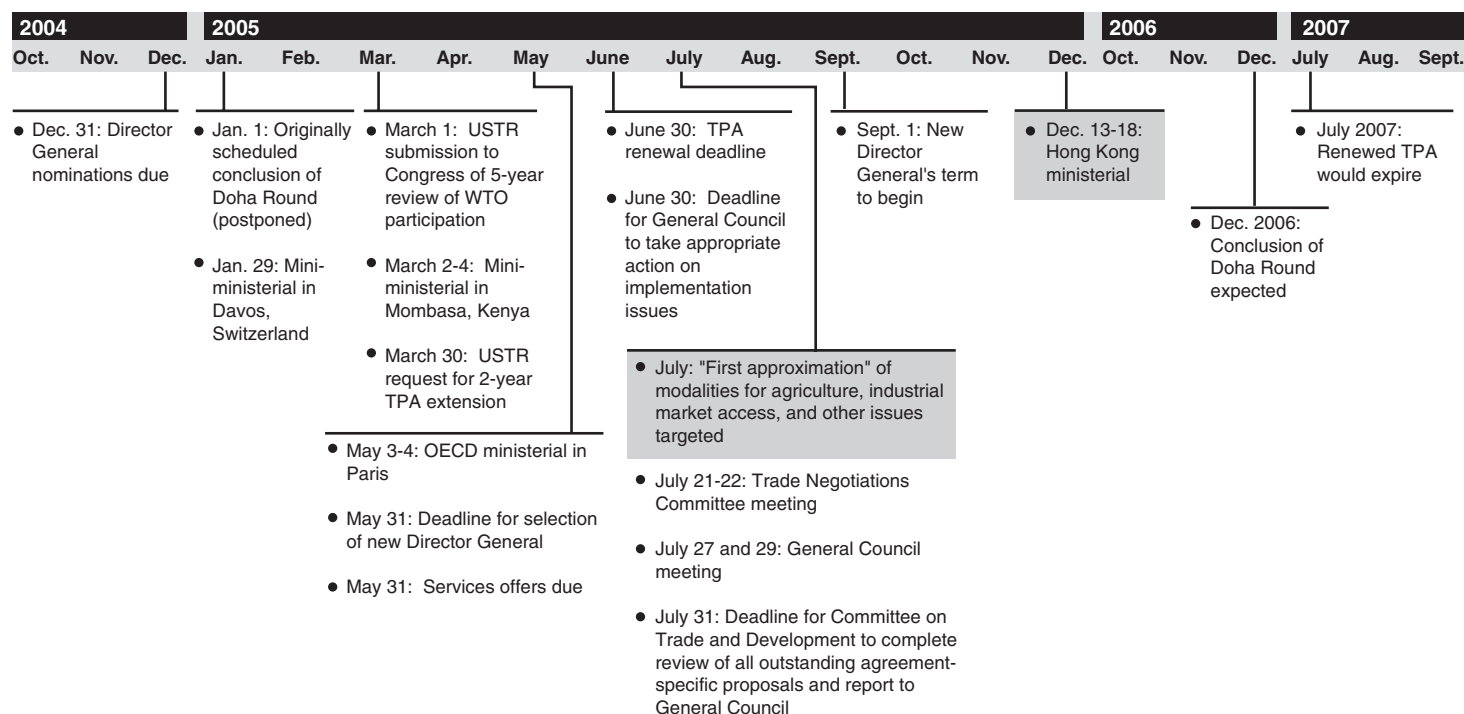 2004 2005 2006 2007
Oct. Nov. Dec. Jan. Feb. Mar. Apr. May June July Aug. Sept. Oct. Nov. Dec. Oct. Nov. Dec. July Aug. Sept.
● Dec. 31: Director
General
nominations due
● Jan. 1: Originally
scheduled
conclusion of
Doha Round
(postponed)
● Jan. 29: Mini-
ministerial in
Davos,
Switzerland
● March 1: USTR
submission to
Congress of 5-year
review of WTO
participation
● March 2-4: Mini-
ministerial in
Mombasa, Kenya
● March 30: USTR
request for 2-year
TPA extension
● May 3-4: OECD ministerial in
Paris
● May 31: Deadline for selection
of new Director General
● May 31: Services offers due
● June 30: TPA
renewal deadline
● June 30: Deadline
for General Council
to take appropriate
action on
implementation
issues
● July: "First approximation" of
modalities for agriculture, industrial
market access, and other issues
targeted
● July 21-22: Trade Negotiations
Committee meeting
● July 27 and 29: General Council
meeting
● July 31: Deadline for Committee on
Trade and Development to complete
review of all outstanding agreement-
specific proposals and report to
General Council
● Sept. 1: New
Director
General's term
to begin
● Dec. 13-18:
Hong Kong
ministerial
● Dec. 2006:
Conclusion of
Doha Round
expected
● July 2007:
Renewed TPA
would expire